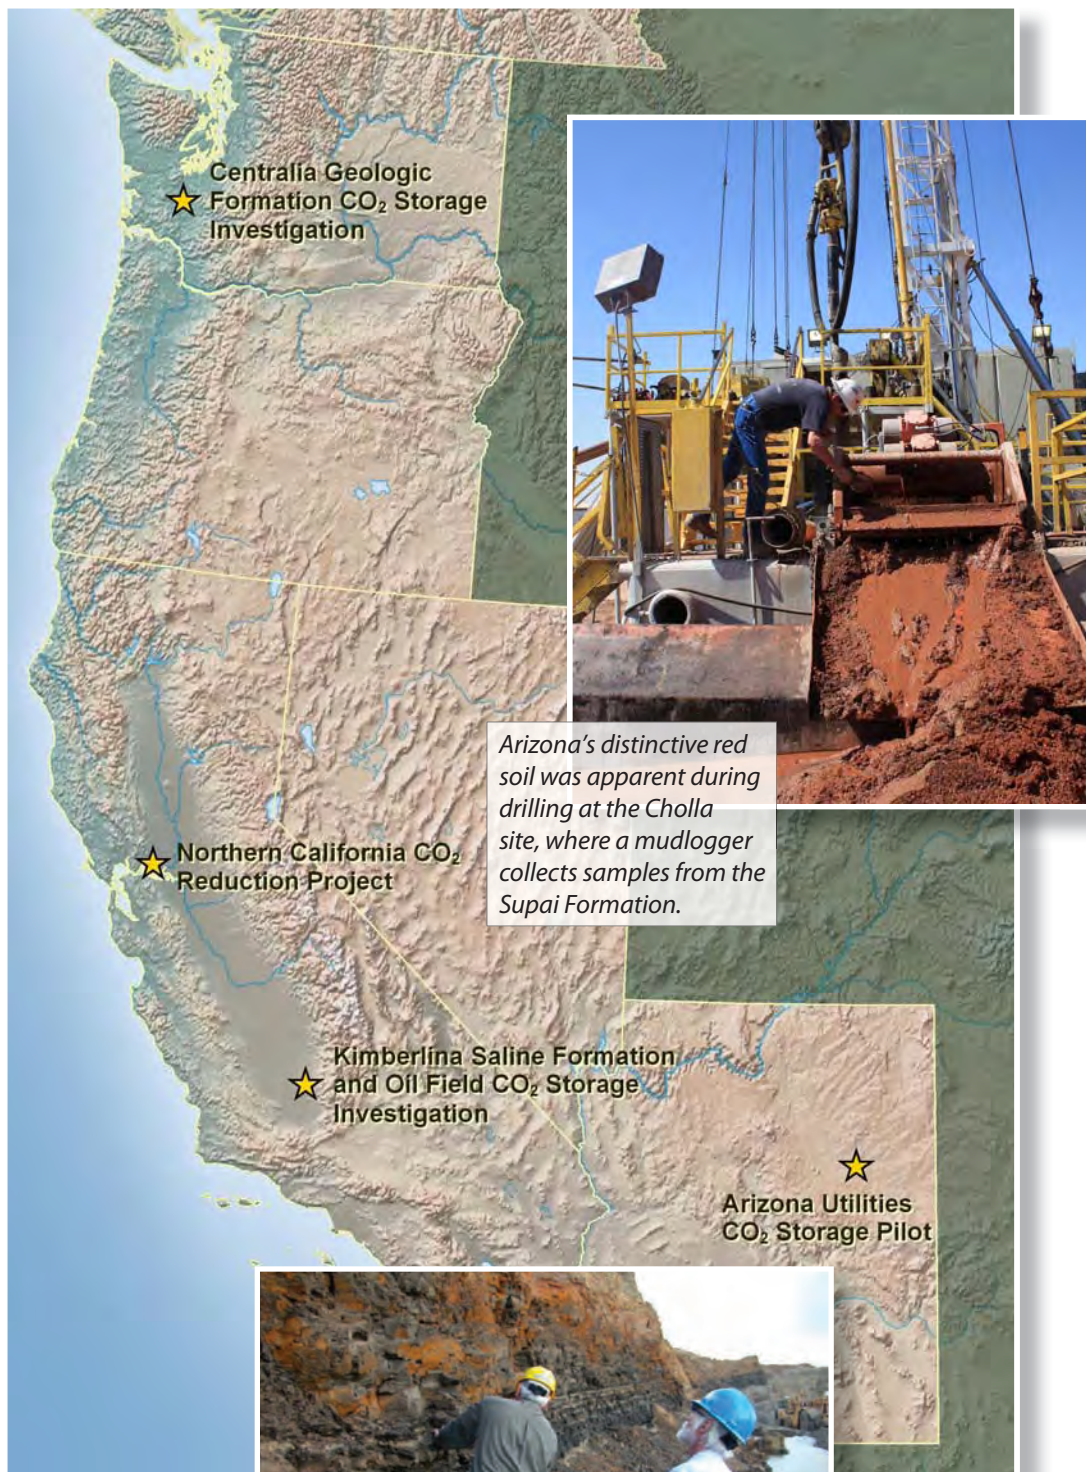 Centralia Geologic
Formation CO₂ Storage
Investigation
Arizona's distinctive red
soil was apparent during
drilling at the Cholla
site, where a mudlogger
collects samples from the
Supai Formation.
Northern California CO₂
Reduction Project
Kimberlina Saline Formation
and Oil Field CO₂ Storage
Investigation
Arizona Utilities
CO₂ Storage Pilot